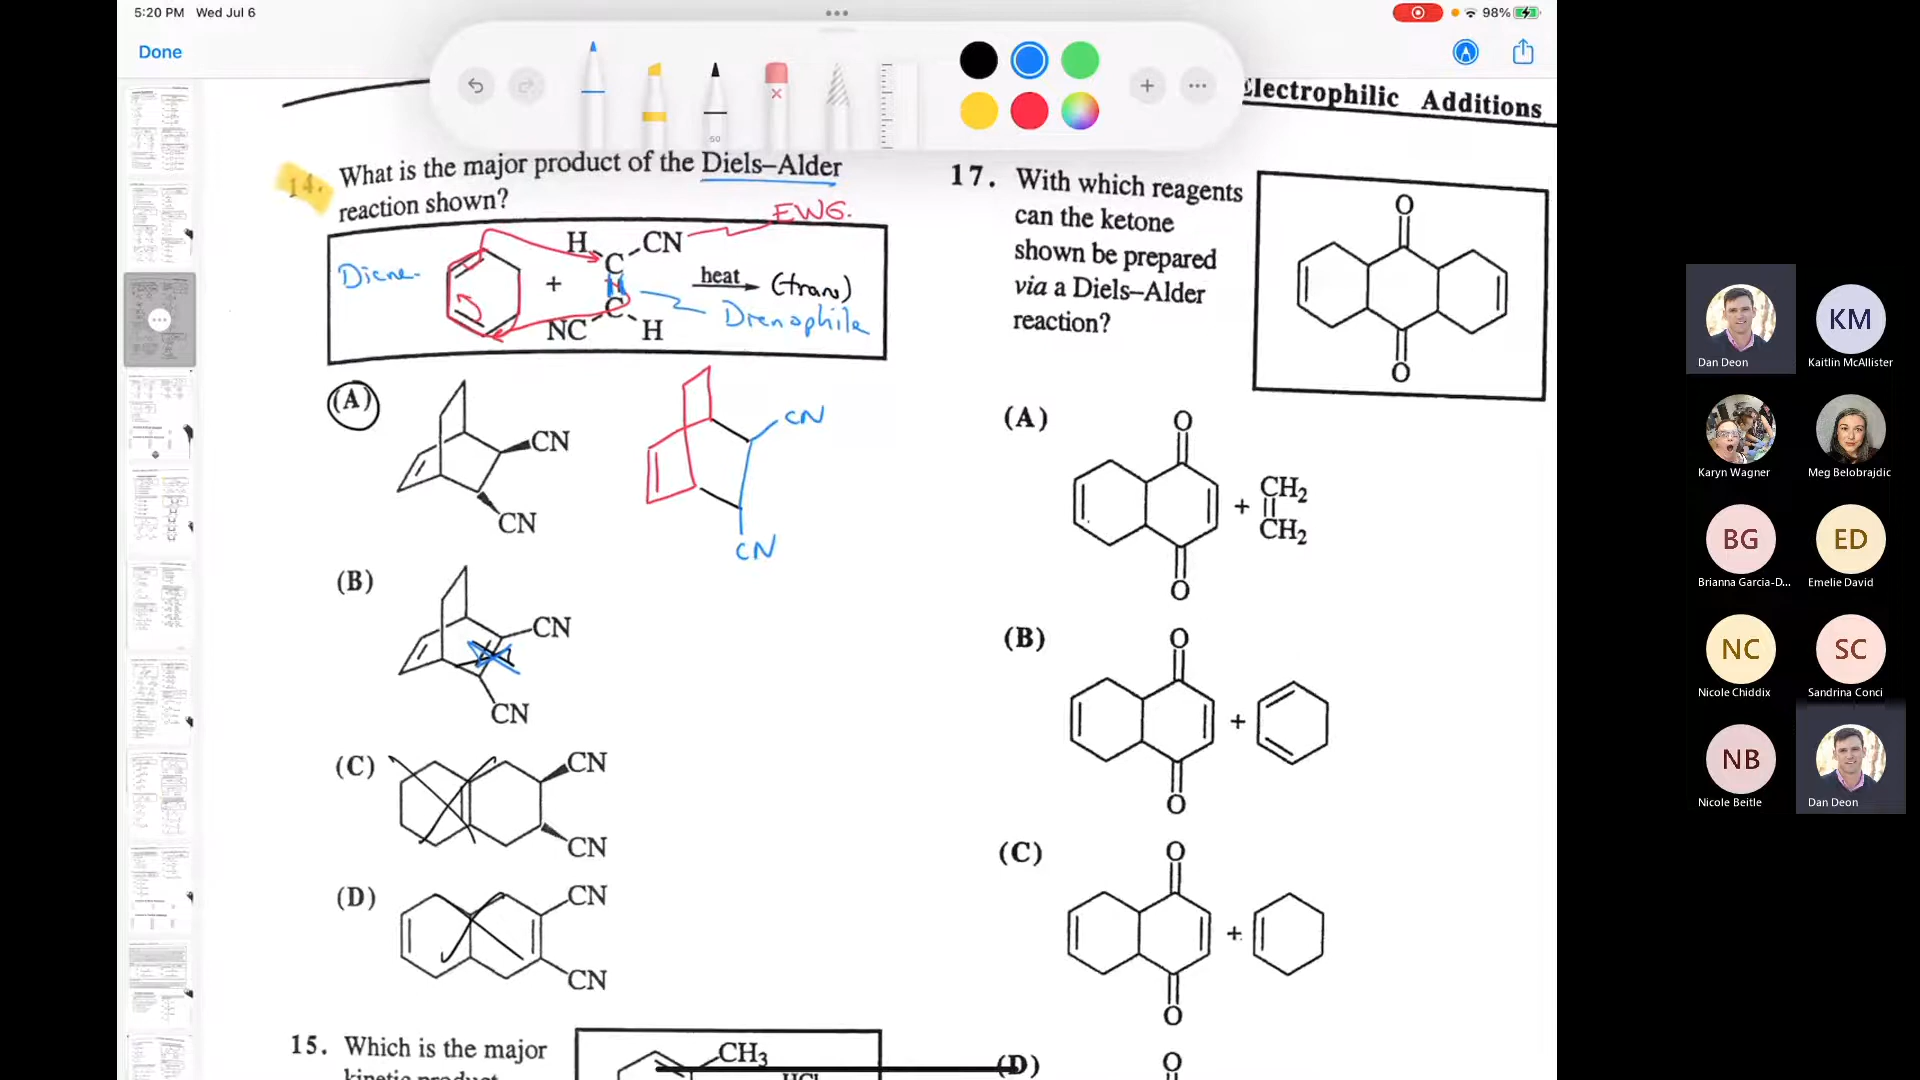 5:20 PM Wed Jul 6
98%
Done
50
Electrophilic Additions
14. What is the major product of the Diels–Alder
reaction shown?
EWG.
Diene
H
CN
C
+
C
NC
H
heat
(trans)
Dienophile
(A)
CN
CN
CN
CN
(B)
CN
CN
(C)
CN
CN
(D)
CN
CN
15. Which is the major
kinetic product
CH3
HCl
17. With which reagents
can the ketone
shown be prepared
via a Diels–Alder
reaction?
O
O
(A)
O
O
+
CH2
CH2
(B)
O
O
+
(C)
O
O
+
(D)
O
Dan Deon
KM
Kaitlin McAllister
Karyn Wagner
Meg Belobrajdic
BG
Brianna Garcia-D...
ED
Emelie David
NC
Nicole Chiddix
SC
Sandrina Conci
NB
Nicole Beitle
Dan Deon